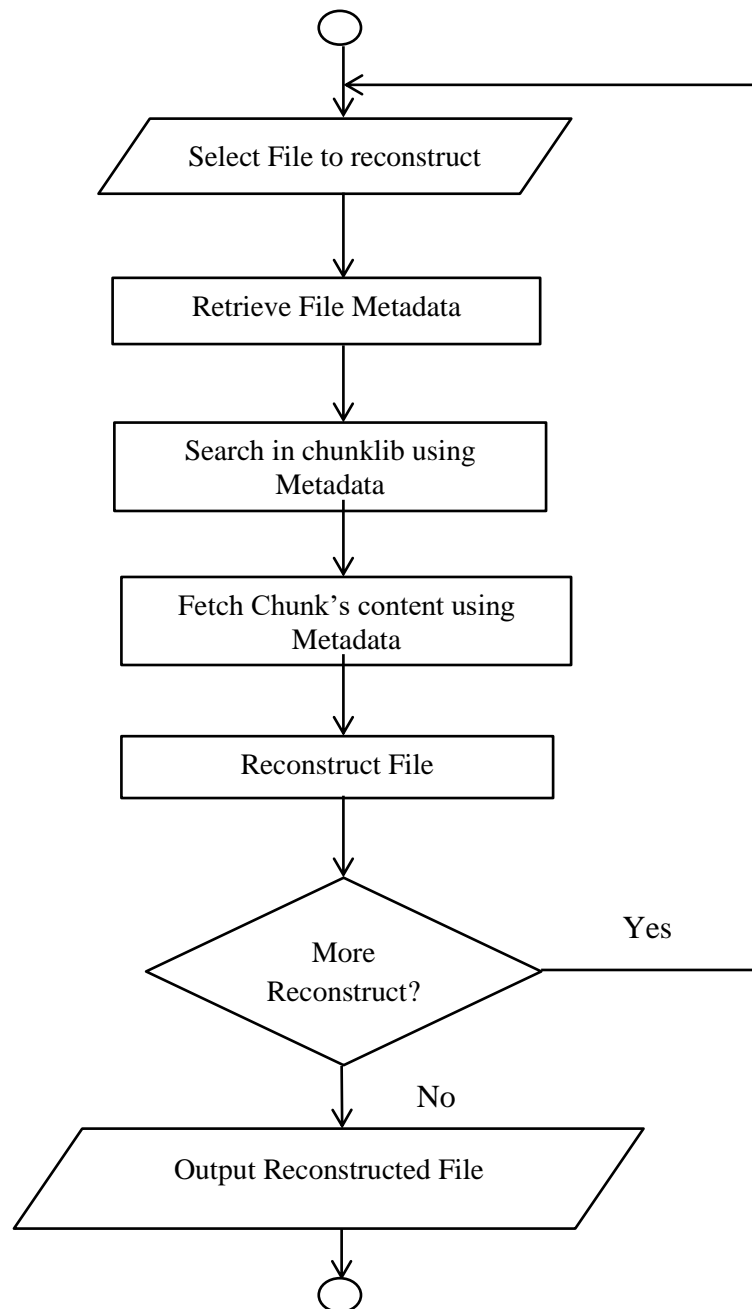 Select File to reconstruct
Retrieve File Metadata
Search in chunklib using
Metadata
Fetch Chunk’s content using
Metadata
Reconstruct File
More
Reconstruct?
Yes
No
Output Reconstructed File